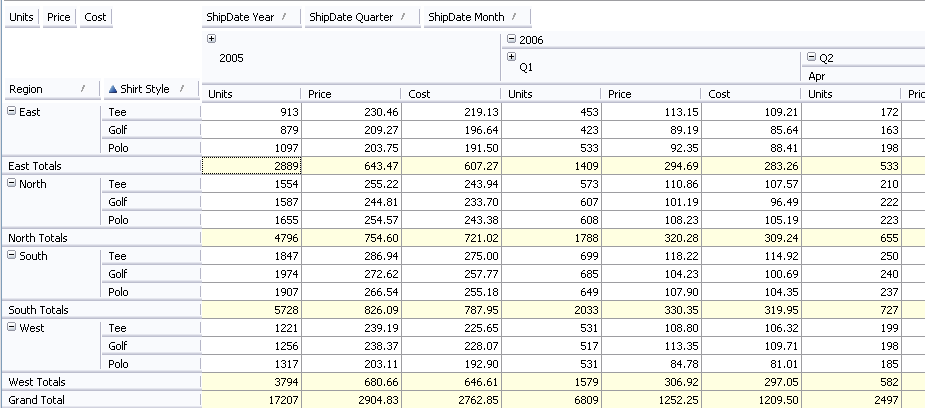 Units Price Cost ShipDate Year ShipDate Quarter ShipDate Month
2006
2005 Q1 Q2
Apr
Region Shirt Style
Units Price Cost Units Price Cost Units Pric
East Tee 913 230.46 219.13 453 113.15 109.21 172
Golf 879 209.27 196.64 423 89.19 85.64 163
Polo 1097 203.75 191.50 533 92.35 88.41 198
East Totals 2889 643.47 607.27 1409 294.69 283.26 533
North Tee 1554 255.22 243.94 573 110.86 107.57 210
Golf 1587 244.81 233.70 607 101.19 96.49 222
Polo 1655 254.57 243.38 608 108.23 105.19 223
North Totals 4796 754.60 721.02 1788 320.28 309.24 655
South Tee 1847 286.94 275.00 699 118.22 114.92 250
Golf 1974 272.62 257.77 685 104.23 100.69 240
Polo 1907 266.54 255.18 649 107.90 104.35 237
South Totals 5728 826.09 787.95 2033 330.35 319.95 727
West Tee 1221 239.19 225.65 531 108.80 106.32 199
Golf 1256 238.37 228.07 517 113.35 109.71 198
Polo 1317 203.11 192.90 531 84.78 81.01 185
West Totals 3794 680.66 646.61 1579 306.92 297.05 582
Grand Total 17207 2904.83 2762.85 6809 1252.25 1209.50 2497